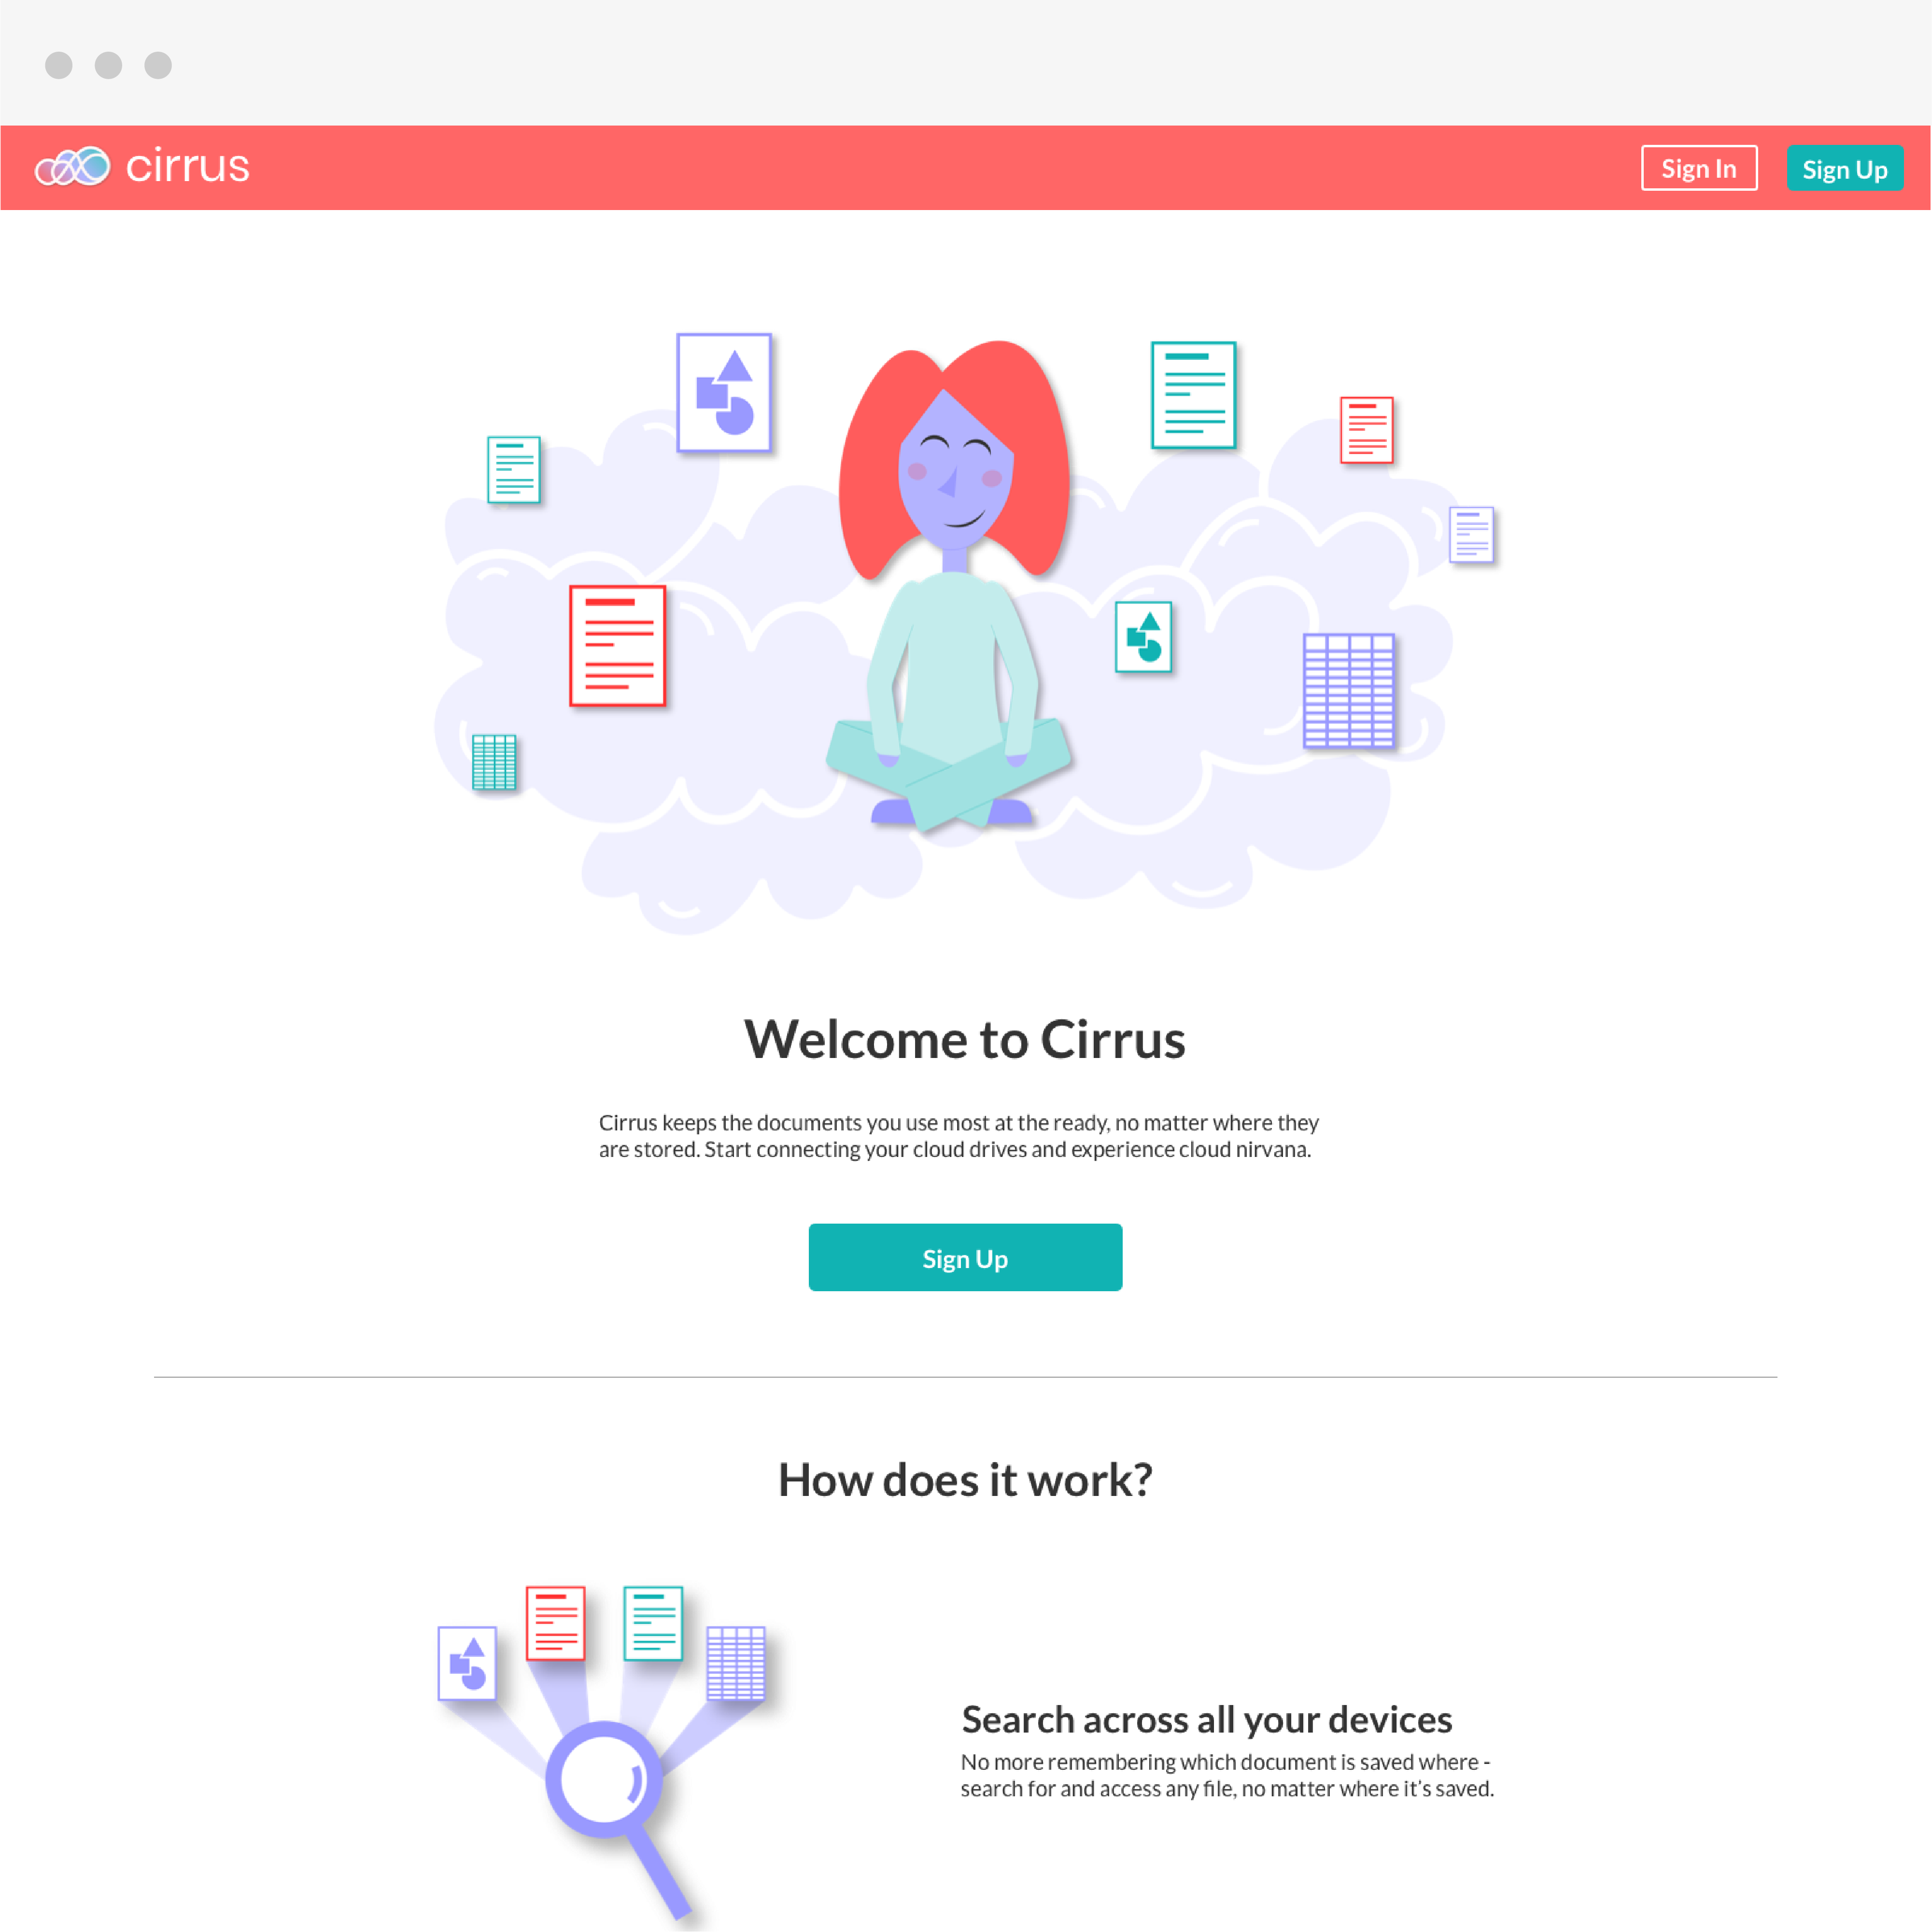 cirrus
Sign In
Sign Up
Welcome to Cirrus
Cirrus keeps the documents you use most at the ready, no matter where they
are stored. Start connecting your cloud drives and experience cloud nirvana.
Sign Up
How does it work?
Search across all your devices
No more remembering which document is saved where -
search for and access any file, no matter where it’s saved.